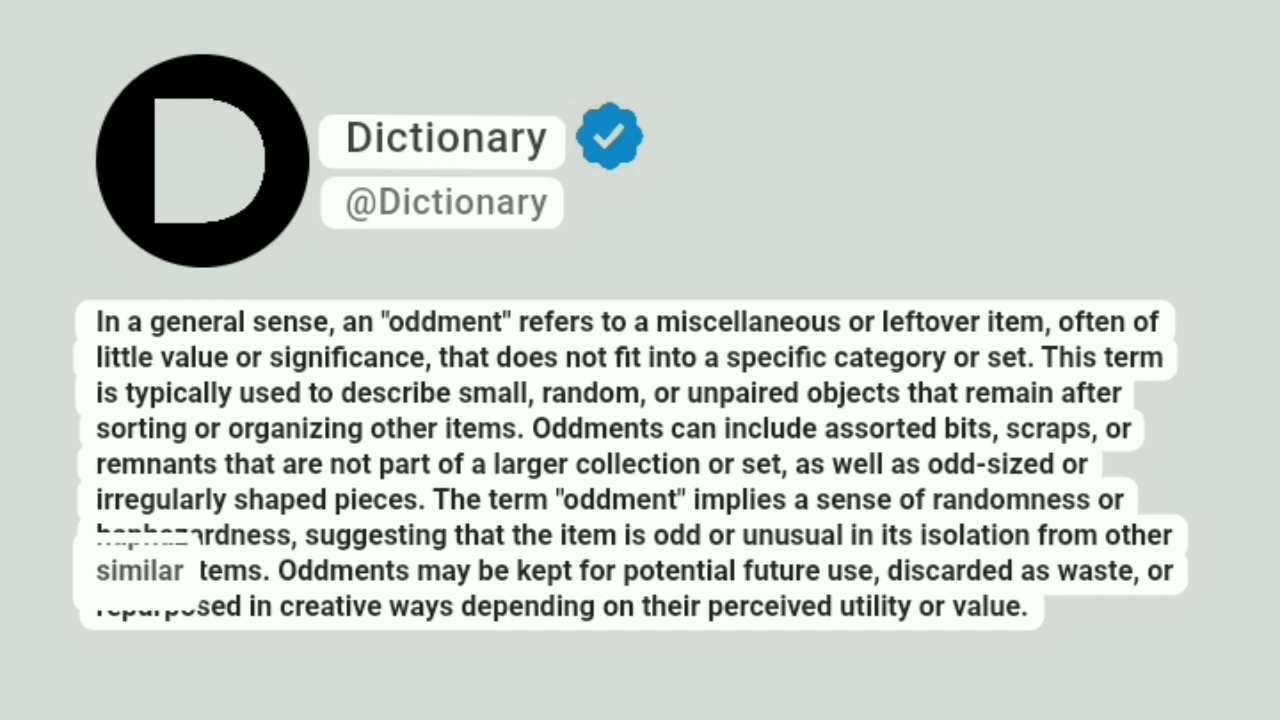 D
Dictionary
@Dictionary
In a general sense, an "oddment" refers to a miscellaneous or leftover item, often of
little value or significance, that does not fit into a specific category or set. This term
is typically used to describe small, random, or unpaired objects that remain after
sorting or organizing other items. Oddments can include assorted bits, scraps, or
remnants that are not part of a larger collection or set, as well as odd-sized or
irregularly shaped pieces. The term "oddment" implies a sense of randomness or
haphazardness, suggesting that the item is odd or unusual in its isolation from other
similar tems. Oddments may be kept for potential future use, discarded as waste, or
repurposed in creative ways depending on their perceived utility or value.